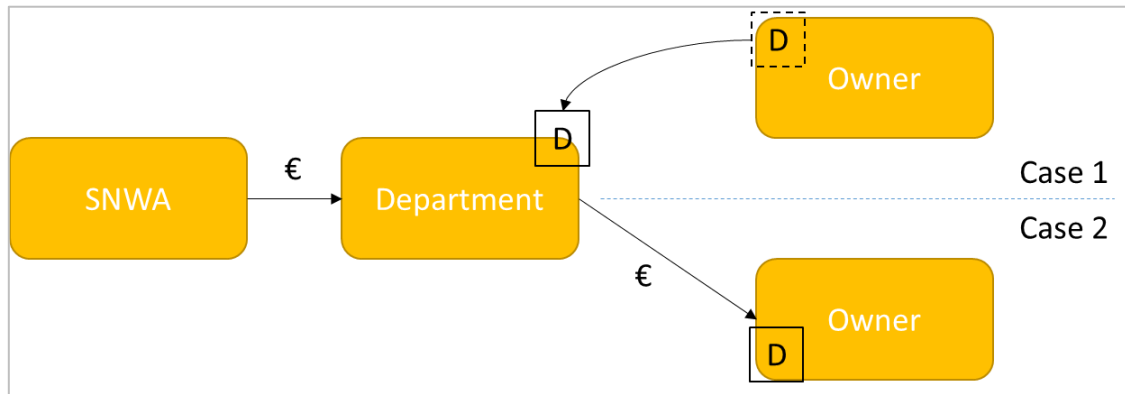 D
Owner
D
SNWA
€
Department
Case 1
Case 2
€
Owner
D